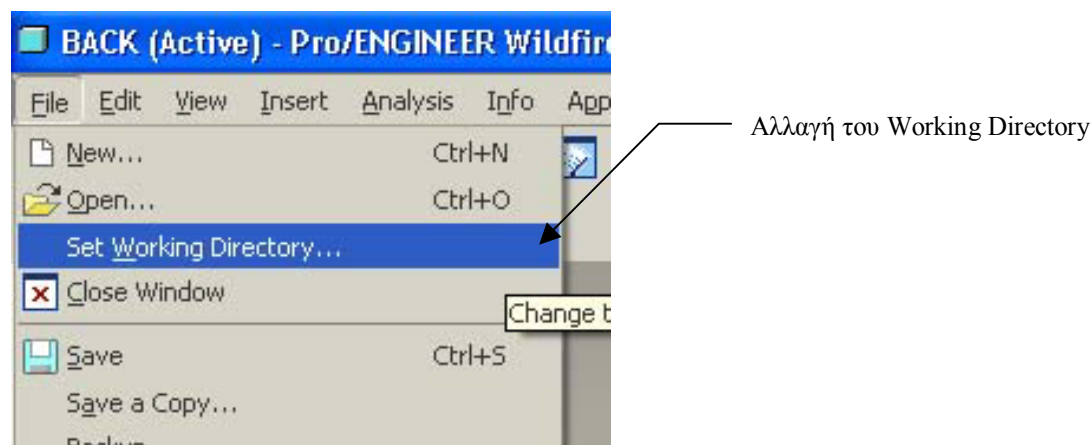 BACK (Active) - Pro/ENGINEER Wildfire
File Edit View Insert Analysis Info App
Αλλαγή του Working Directory
New... Ctrl+N
Open... Ctrl+O
Set Working Directory...
Close Window
Change t
Save Ctrl+S
Save a Copy...